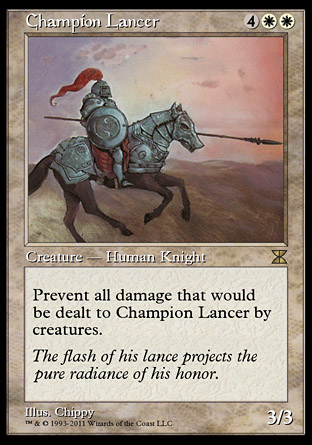 Champion Lancer 4
Creature — Human Knight
Prevent all damage that would
be dealt to Champion Lancer by
creatures.
The flash of his lance projects the
pure radiance of his honor.
Illus. Chippy
™ & © 1993-2011 Wizards of the Coast LLC
3/3